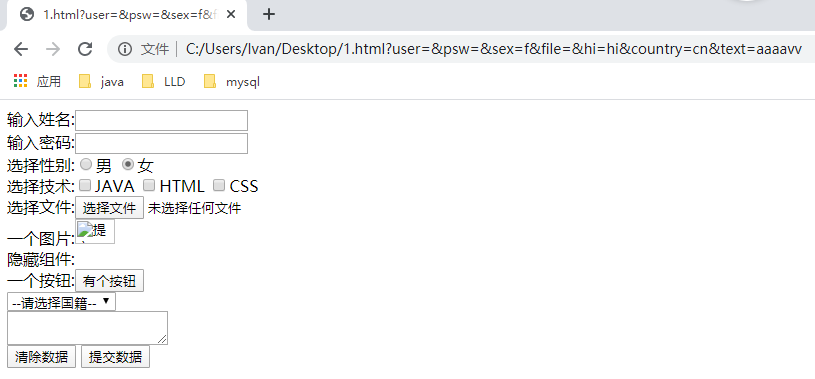 1.html?user=&psw=&sex=f&f
文件 C:/Users/Ivan/Desktop/1.html?user=&psw=&sex=f&file=&hi=hi&country=cn&text=aaaavv
应用 java LLD mysql
输入姓名:
输入密码:
选择性别: 男 女
选择技术: JAVA HTML CSS
选择文件: 选择文件 未选择任何文件
一个图片: 提
隐藏组件:
一个按钮: 有个按钮
--请选择国籍--
清除数据 提交数据